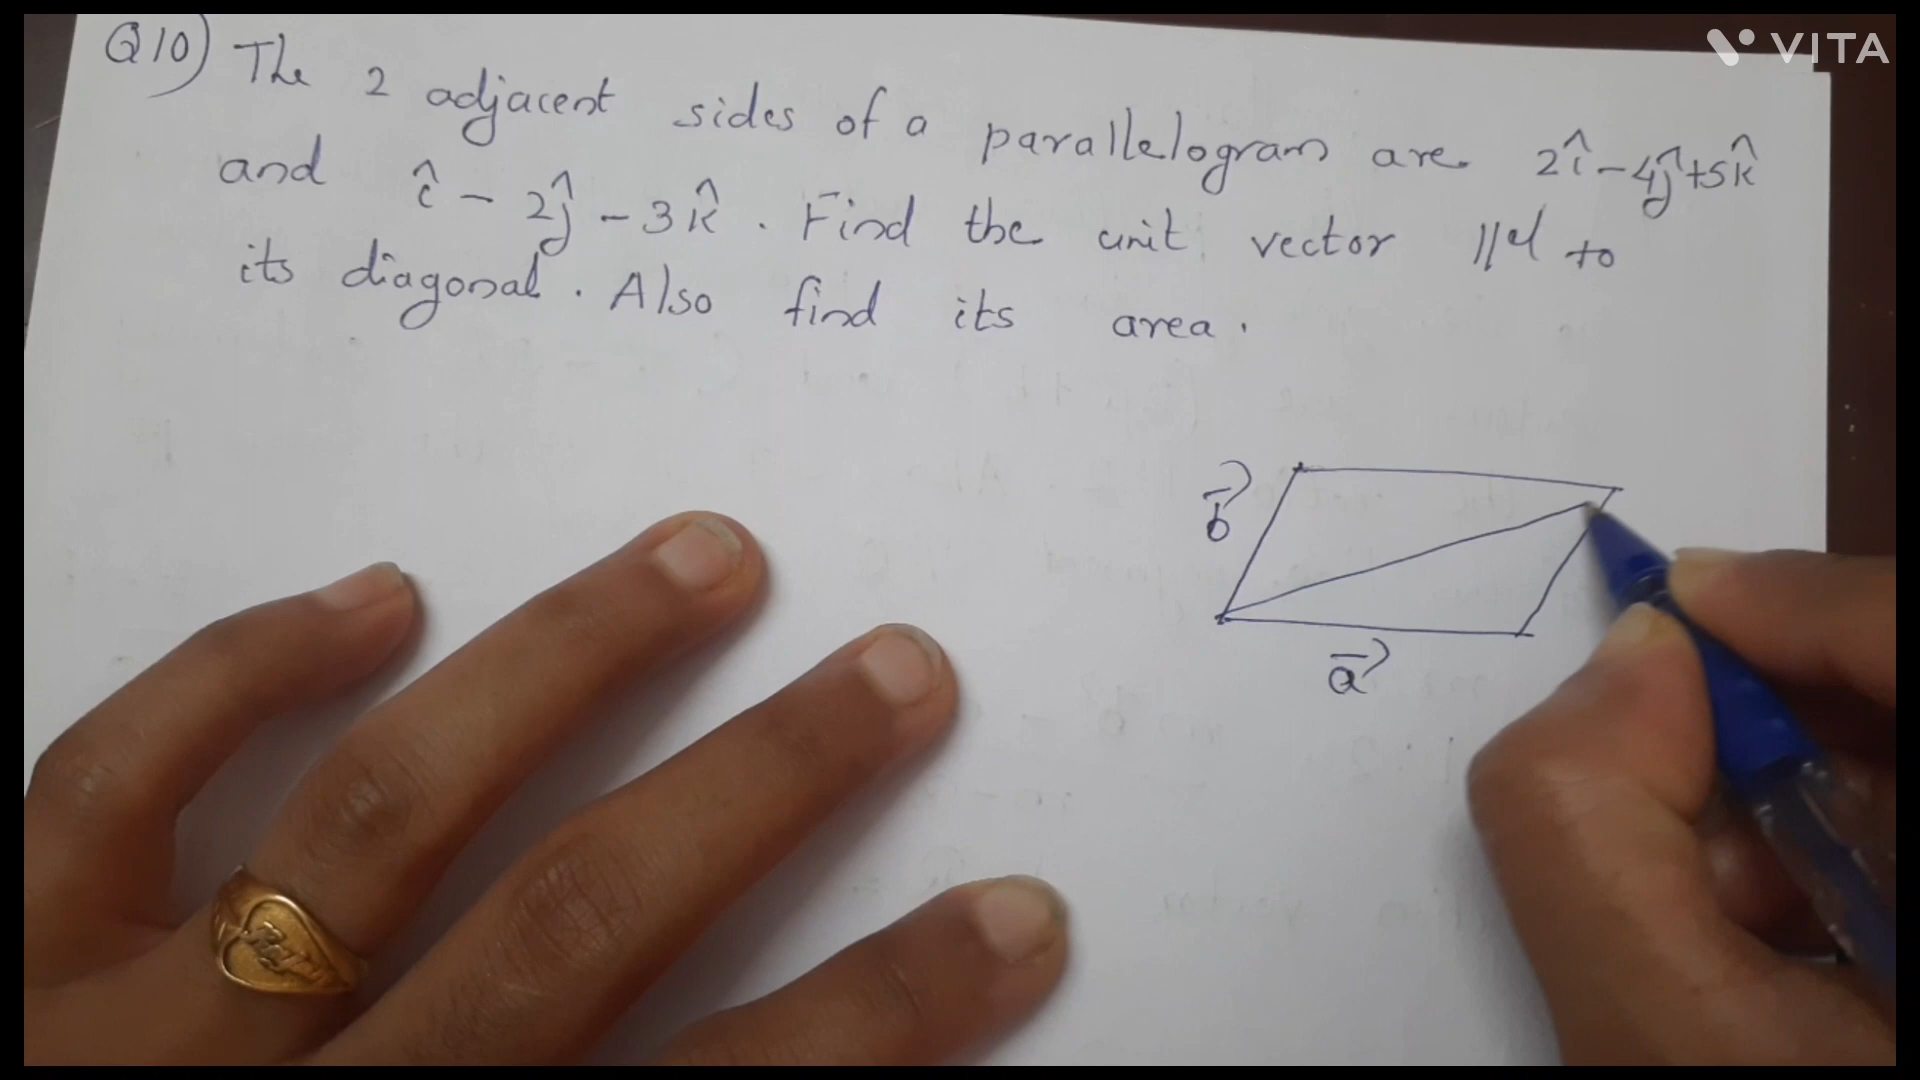 VITA
Q10) The 2 adjacent sides of a parallelogram are 2î - 4ĵ + 5k̂
and î - 2ĵ - 3k̂. Find the unit vector ||el to
its diagonal. Also find its area.
b⃗
a⃗